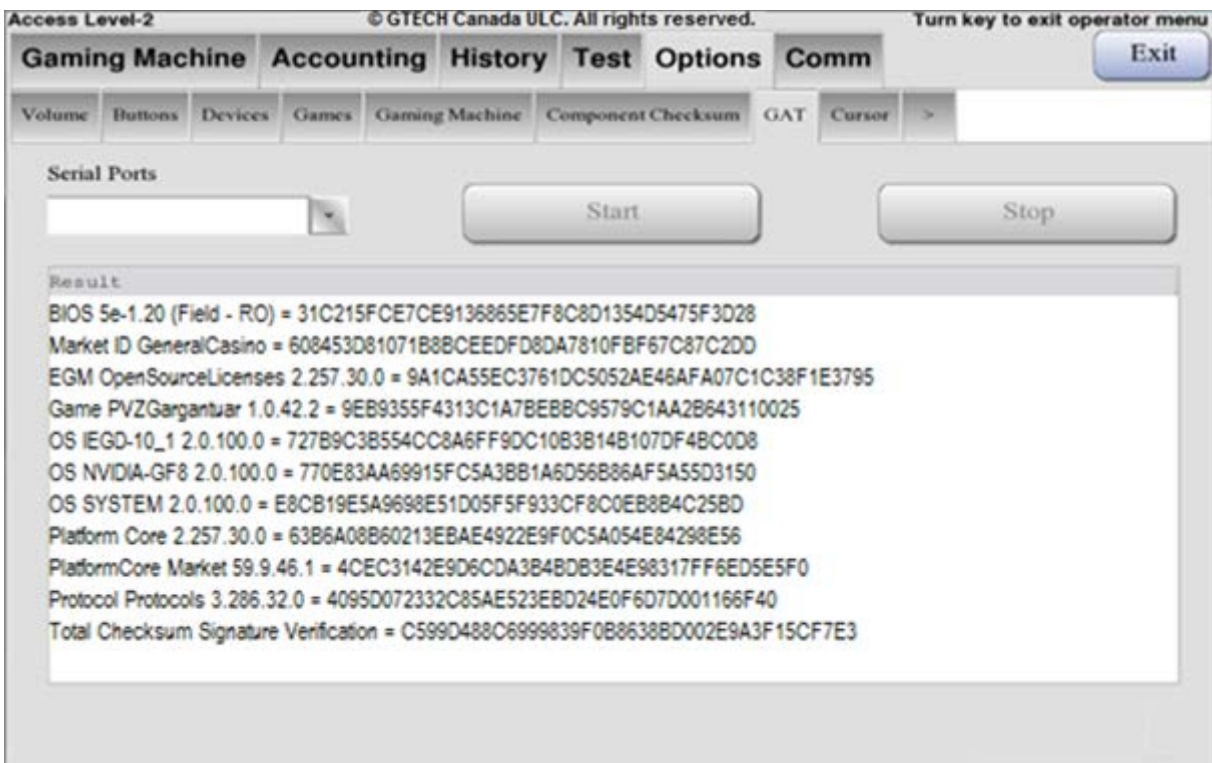 Access Level-2 © GTECH Canada ULC. All rights reserved. Turn key to exit operator menu
Gaming Machine Accounting History Test Options Comm Exit
Volume Buttons Devices Games Gaming Machine Component Checksum GAT Cursor >
Serial Ports
Start Stop
Result
BIOS 5e-1.20 (Field - RO) = 31C215FCE7CE9136865E7F8C8D1354D5475F3D28
Market ID GeneralCasino = 608453D81071B8BCEEDFD8DA7810FBF67C87C2DD
EGM OpenSourceLicenses 2.257.30.0 = 9A1CA55EC3761DC5052AE46AFA07C1C38F1E3795
Game PVZGargantuar 1.0.42.2 = 9EB9355F4313C1A7BEBBC9579C1AA2B643110025
OS IEGD-10_1 2.0.100.0 = 727B9C3B554CC8A6FF9DC10B3B14B107DF4BC0D8
OS NVIDIA-GF8 2.0.100.0 = 770E83AA69915FC5A3BB1A6D56B86AF5A55D3150
OS SYSTEM 2.0.100.0 = E8CB19E5A9698E51D05F5F933CF8C0EB8B4C25BD
Platform Core 2.257.30.0 = 63B6A08B60213EBAE4922E9F0C5A054E84298E56
PlatformCore Market 59.9.46.1 = 4CEC3142E9D6CDA3B4BDB3E4E98317FF6ED5E5F0
Protocol Protocols 3.286.32.0 = 4095D072332C85AE523EBD24E0F6D7D001166F40
Total Checksum Signature Verification = C599D488C6999839F0B8638BD002E9A3F15CF7E3